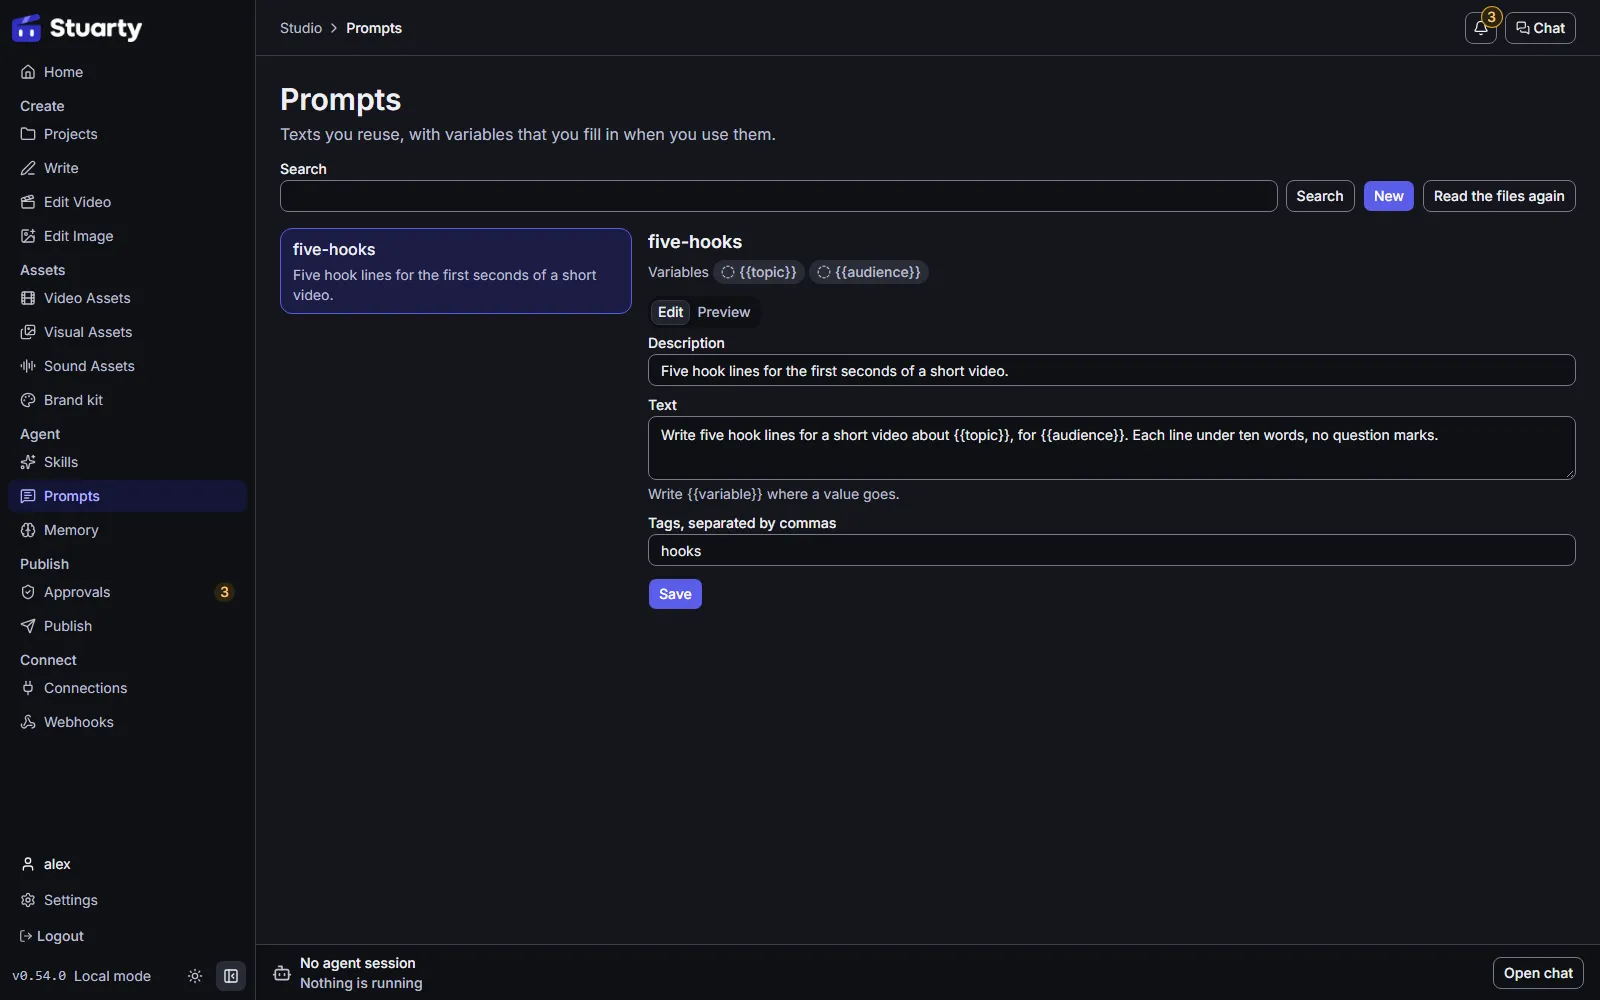 Stuarty
Home
Create
Projects
Write
Edit Video
Edit Image
Assets
Video Assets
Visual Assets
Sound Assets
Brand kit
Agent
Skills
Prompts
Memory
Publish
Approvals 3
Publish
Connect
Connections
Webhooks
alex
Settings
Logout
v0.54.0 Local mode
Studio > Prompts
3
Chat
Prompts
Texts you reuse, with variables that you fill in when you use them.
Search
Search New Read the files again
five-hooks
Five hook lines for the first seconds of a short
video.
five-hooks
Variables {{topic}} {{audience}}
Edit Preview
Description
Five hook lines for the first seconds of a short video.
Text
Write five hook lines for a short video about {{topic}}, for {{audience}}. Each line under ten words, no question marks.
Write {{variable}} where a value goes.
Tags, separated by commas
hooks
Save
No agent session
Nothing is running
Open chat